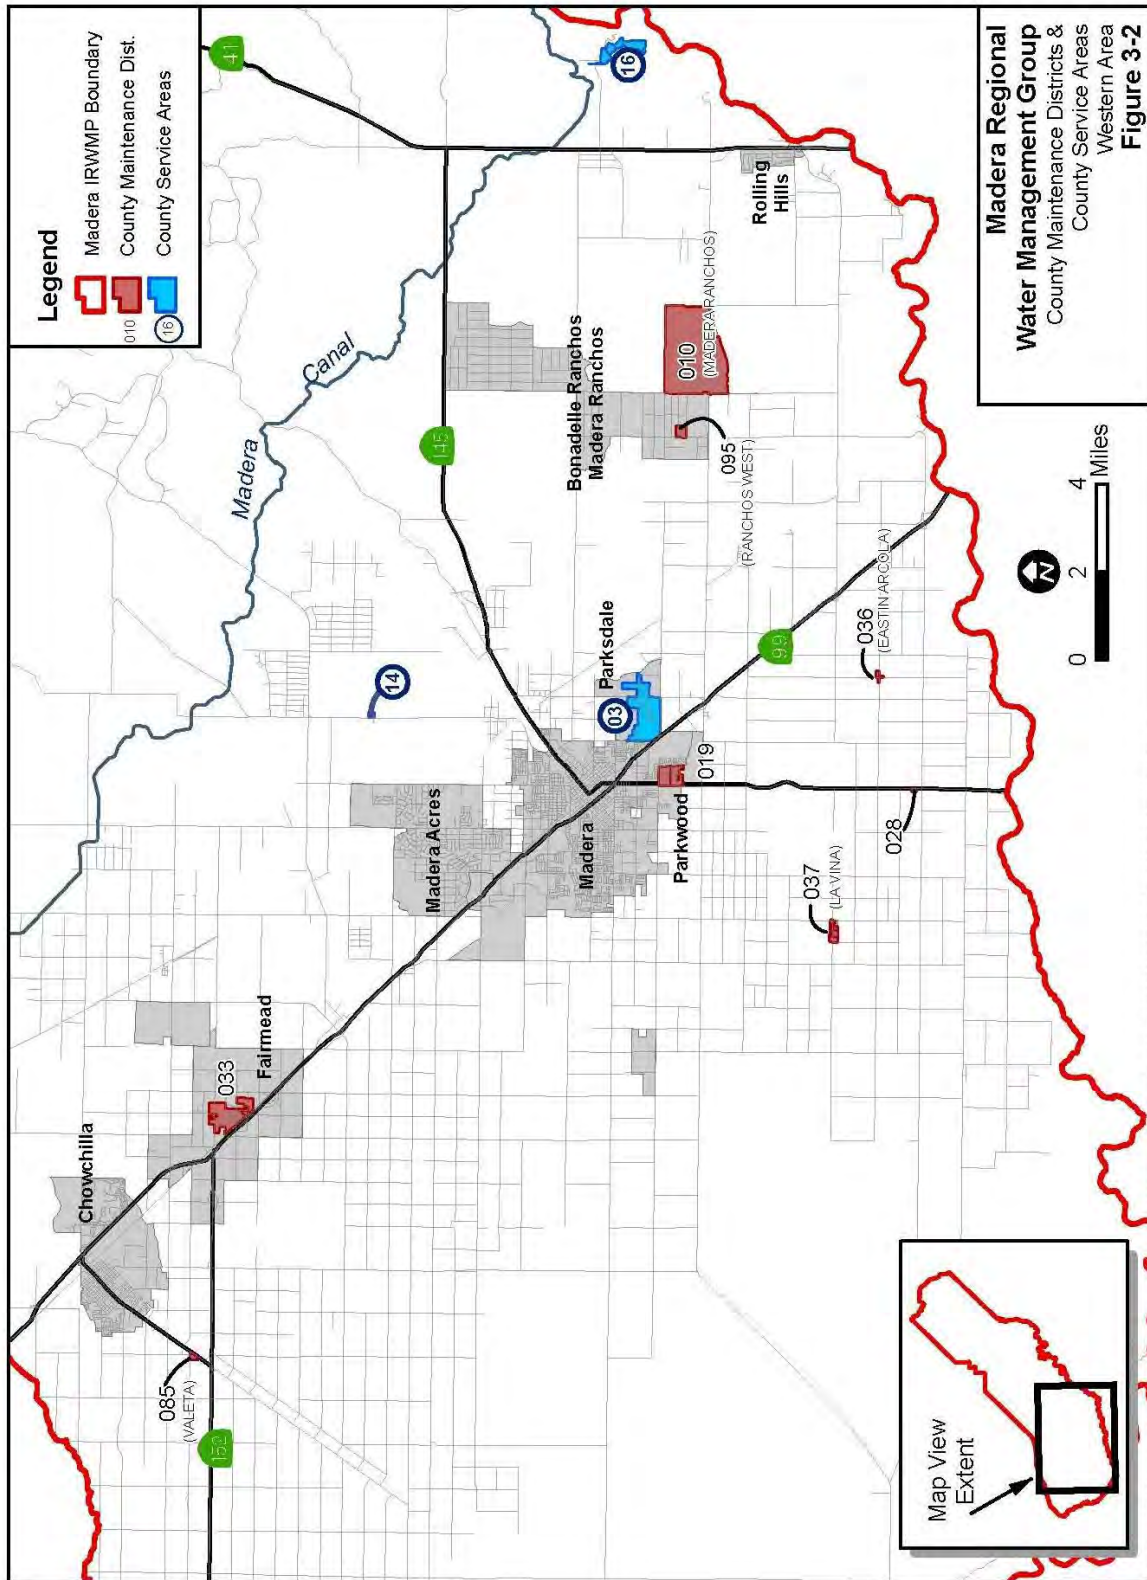 Legend
Madera IRWMP Boundary
010
County Maintenance Dist.
16
County Service Areas
41
16
Madera
Canal
145
Chowchilla
085
(VALETA)
152
033
Fairmead
14
Madera Acres
Madera
Parkwood
019
03
Parksdale
Bonadelle Ranchos
Madera Ranchos
010
(MADERA RANCHOS)
095
(RANCHOS WEST)
Rolling
Hills
99
036
(EASTIN ARCOLA)
028
037
(LA VINA)
Map View
Extent
N
0 2 4
Miles
Madera Regional
Water Management Group
County Maintenance Districts &
County Service Areas
Western Area
Figure 3-2